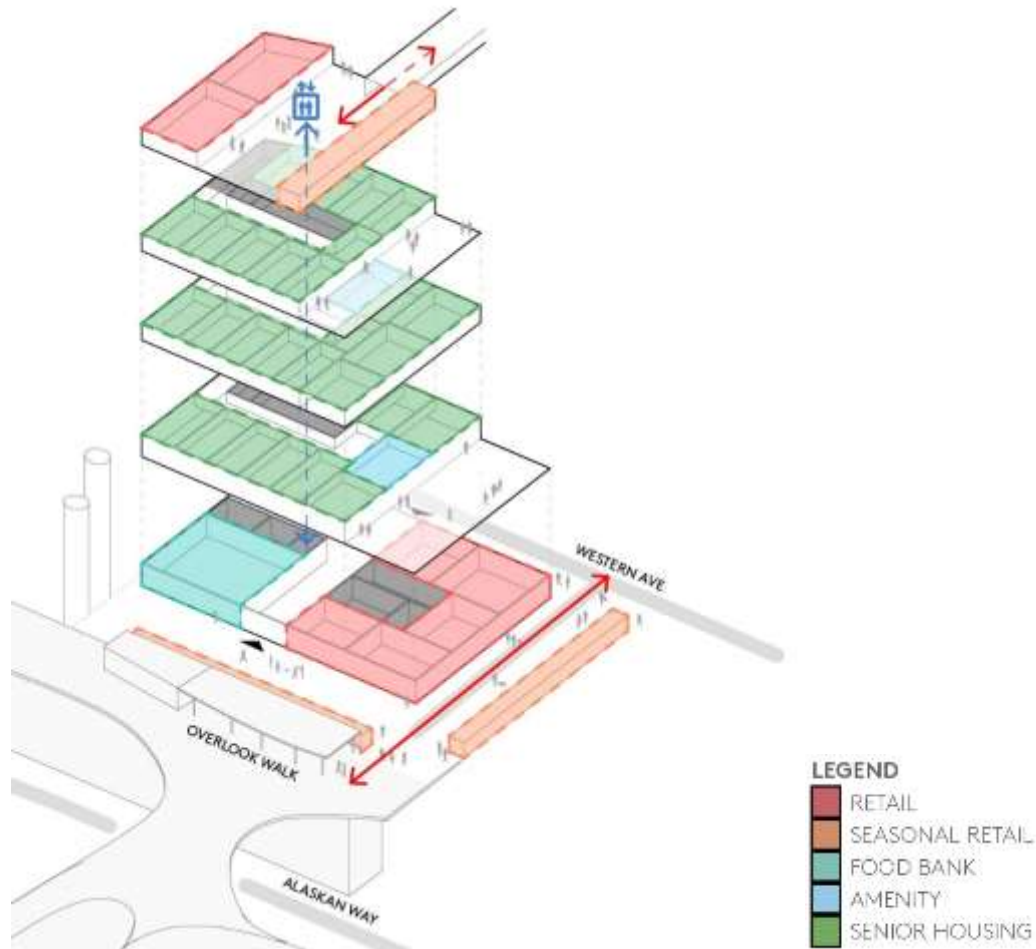 WESTERN AVE
OVERLOOK WALK
ALASKAN WAY
LEGEND
RETAIL
SEASONAL RETAIL
FOOD BANK
AMENITY
SENIOR HOUSING